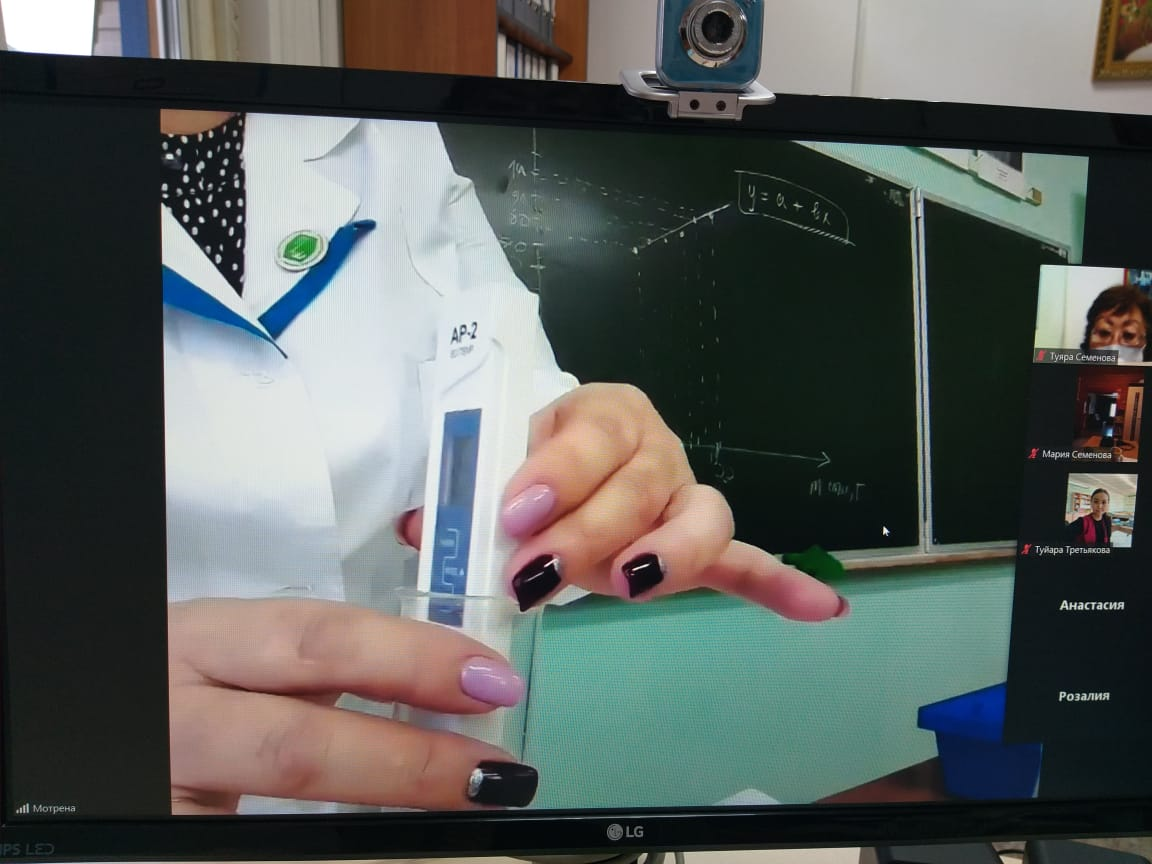 AP-2
y = a + bx
Туяра Семенова
Мария Семенова
Туйара Третьякова
Анастасия
Розалия
Мотрена
IPS LED
LG